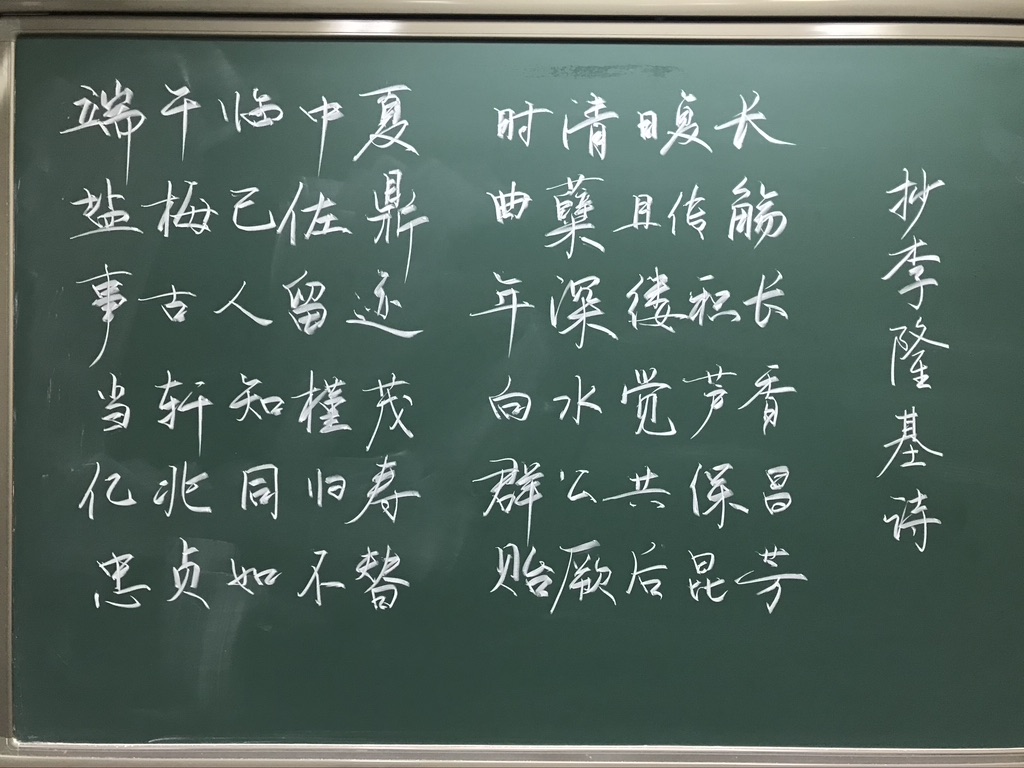 端午临中夏 时清日复长
盐梅已佐鼎 曲糵且传觞
事古人留迹 年深缕积长
当轩知槿茂 向水觉芦香
亿兆同归寿 群公共保昌
忠贞如不替 贻厥后昆芳
抄李隆基诗